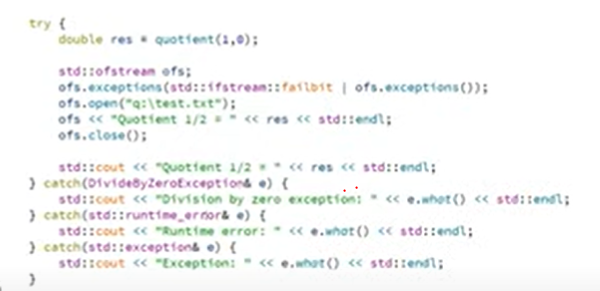 try {
    double res = quotient(1,0);
    std::ofstream ofs;
    ofs.exceptions(std::ifstream::failbit | ofs.exceptions());
    ofs.open("q:\test.txt");
    ofs << "Quotient 1/2 = " << res << std::endl;
    ofs.close();
    std::cout << "Quotient 1/2 = " << res << std::endl;
} catch(DivideByZeroException& e) {
    std::cout << "Division by zero exception: " << e.what() << std::endl;
} catch(std::runtime_error& e) {
    std::cout << "Runtime error: " << e.what() << std::endl;
} catch(std::exception& e) {
    std::cout << "Exception: " << e.what() << std::endl;
}